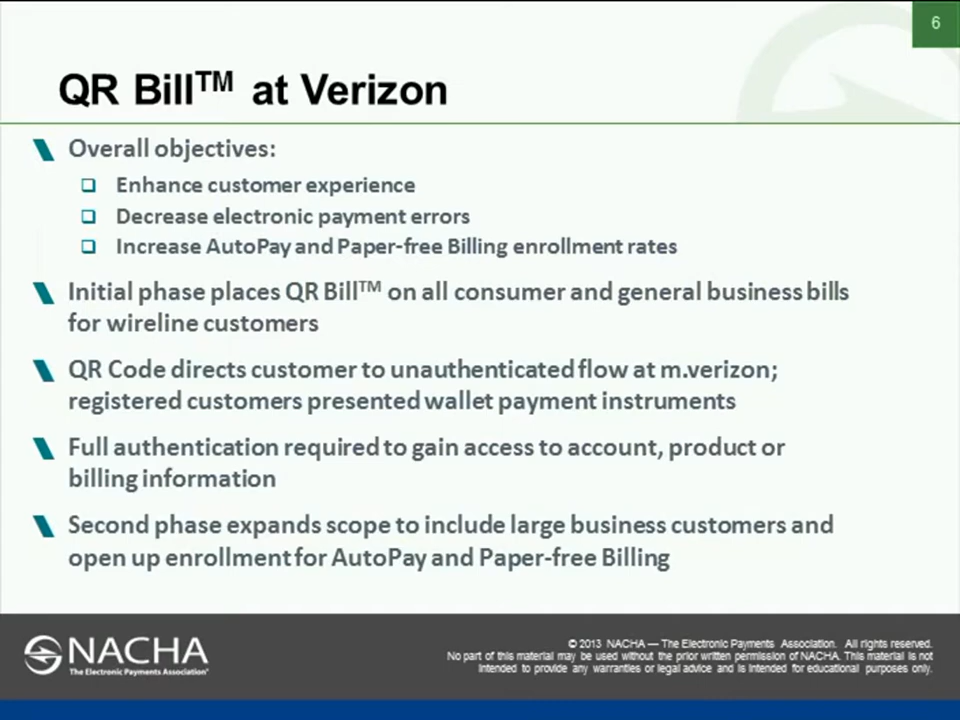 6
QR Bill™ at Verizon
Overall objectives:
Enhance customer experience
Decrease electronic payment errors
Increase AutoPay and Paper-free Billing enrollment rates
Initial phase places QR Bill™ on all consumer and general business bills
for wireline customers
QR Code directs customer to unauthenticated flow at m.verizon;
registered customers presented wallet payment instruments
Full authentication required to gain access to account, product or
billing information
Second phase expands scope to include large business customers and
open up enrollment for AutoPay and Paper-free Billing
NACHA
The Electronic Payments Association®
© 2013 NACHA — The Electronic Payments Association. All rights reserved.
No part of this material may be used without the prior written permission of NACHA. This material is not
intended to provide any warranties or legal advice and is intended for educational purposes only.